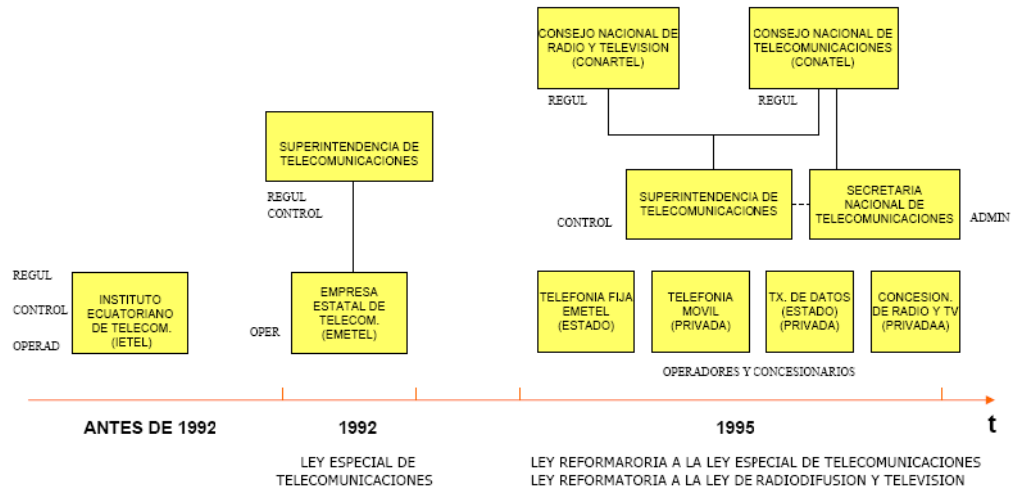 CONSEJO NACIONAL DE
RADIO Y TELEVISION
(CONARTEL)
CONSEJO NACIONAL DE
TELECOMUNICACIONES
(CONATEL)
REGUL
REGUL
SUPERINTENDENCIA DE
TELECOMUNICACIONES
REGUL
CONTROL
SUPERINTENDENCIA DE
TELECOMUNICACIONES
CONTROL
SECRETARIA
NACIONAL DE
TELECOMUNICACIONES
ADMIN
REGUL
CONTROL
OPERAD
INSTITUTO
ECUATORIANO
DE TELECOM.
(IETEL)
OPER
EMPRESA
ESTATAL DE
TELECOM.
(EMETEL)
TELEFONIA FIJA
EMETEL
(ESTADO)
TELEFONIA
MOVIL
(PRIVADA)
TX. DE DATOS
(ESTADO)
(PRIVADA)
CONCESION.
DE RADIO Y TV
(PRIVADAA)
OPERADORES Y CONCESIONARIOS
ANTES DE 1992
1992
1995
t
LEY ESPECIAL DE
TELECOMUNICACIONES
LEY REFORMARORIA A LA LEY ESPECIAL DE TELECOMUNICACIONES
LEY REFORMATORIA A LA LEY DE RADIODIFUSION Y TELEVISION